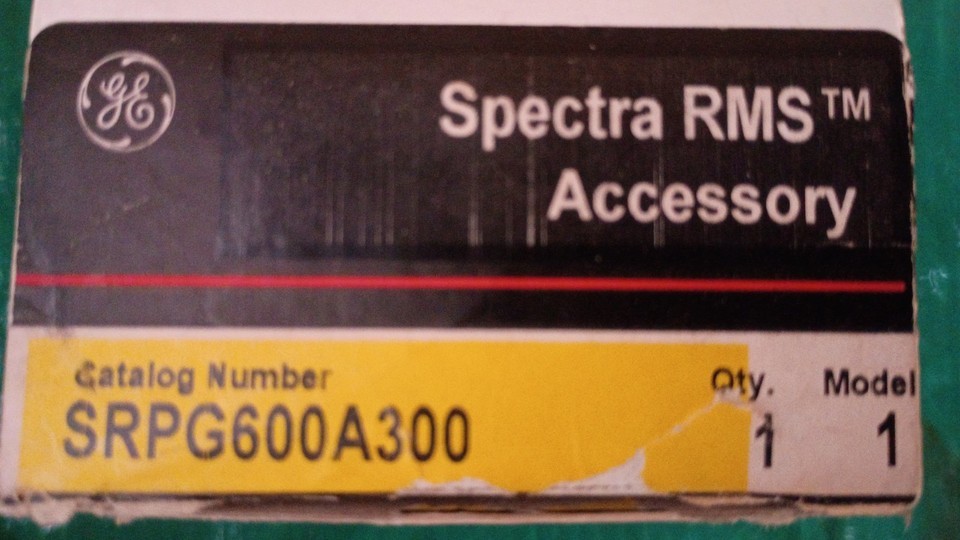 GE
Spectra RMS™
Accessory
Catalog Number
Qty.
Model
SRPG600A300
1
1